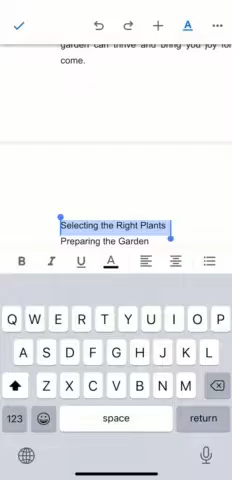 garden can thrive and bring you joy for
come.
Selecting the Right Plants
Preparing the Garden
B I U A
Q W E R T Y U I O P
A S D F G H J K L
Z X C V B N M
123 space return